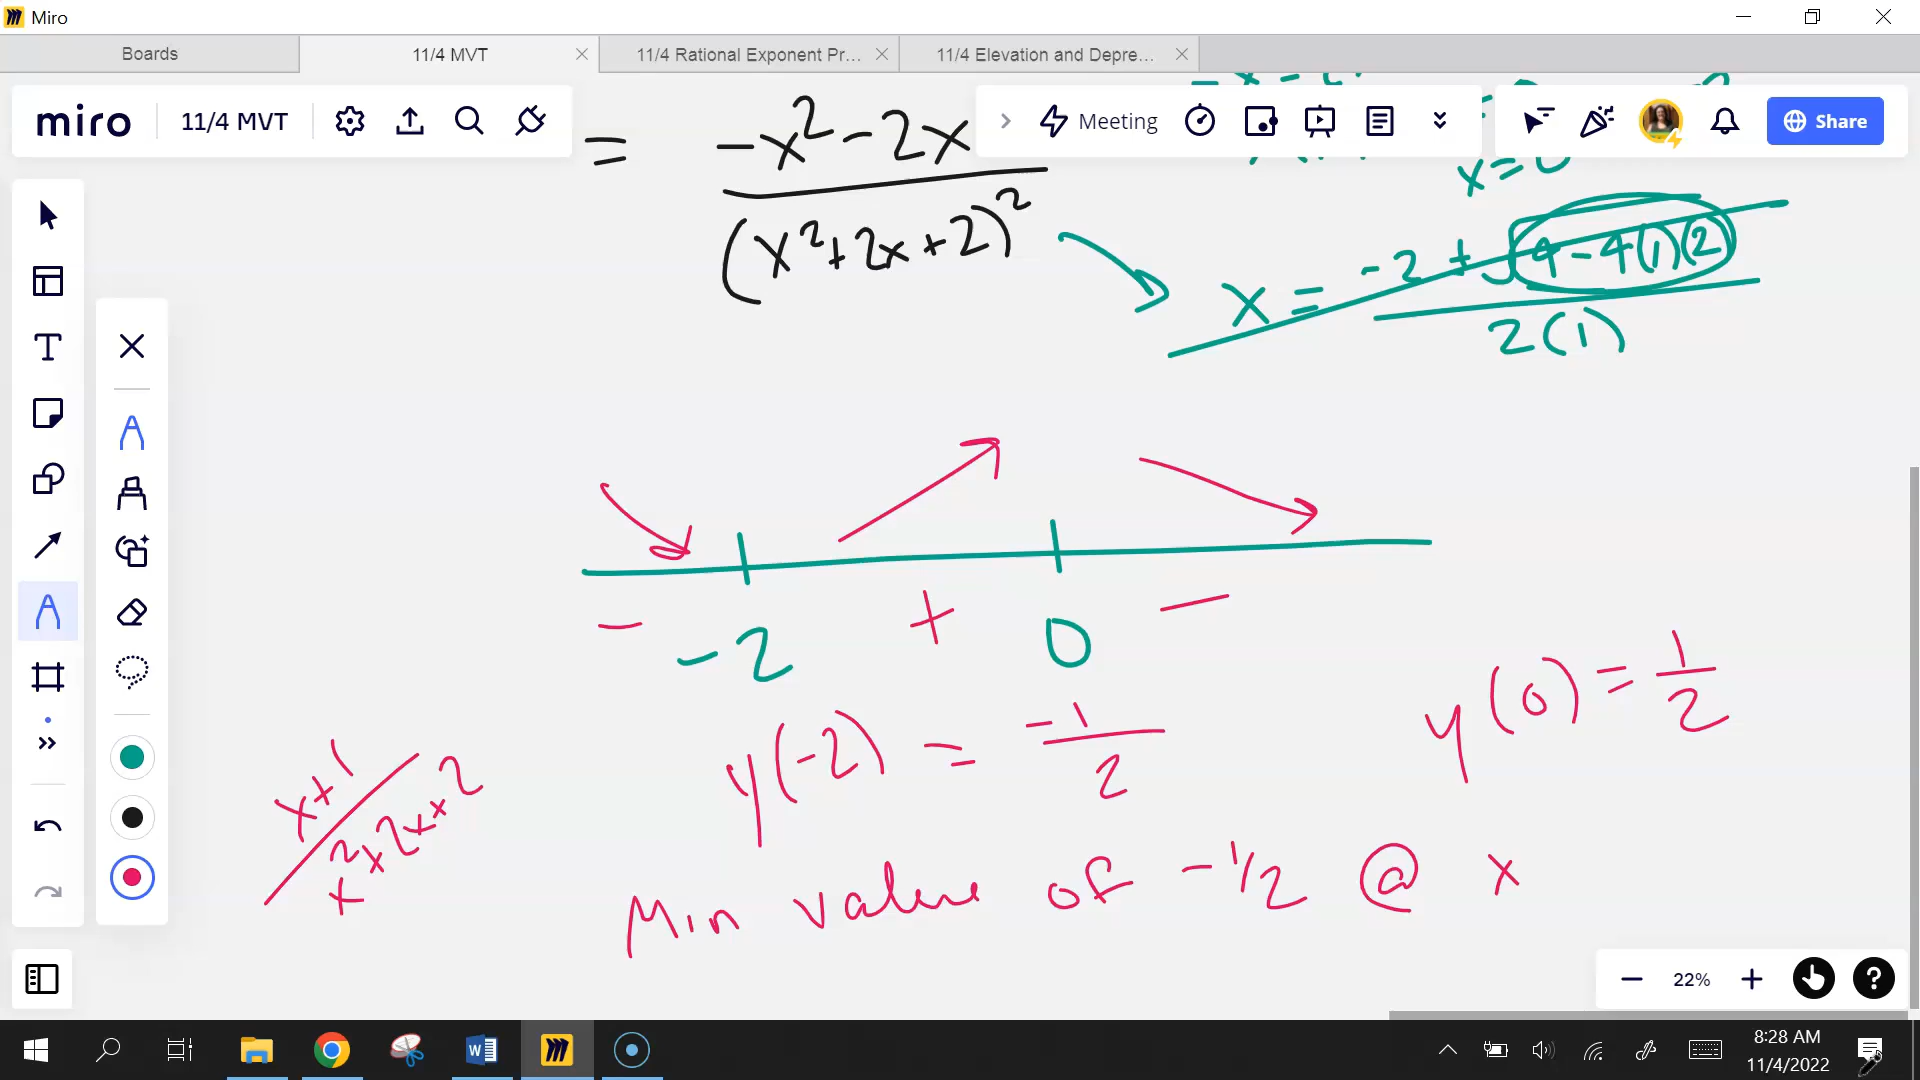 Miro
Boards
11/4 MVT
11/4 Rational Exponent Pr...
11/4 Elevation and Depre...
miro
11/4 MVT
Meeting
Share
= -x² - 2x
(x² + 2x + 2)²
x = 0
x = -2 ± √4 - 4(1)(2)
2(1)
- + -
-2 0
y(-2) = -1/2
y(0) = 1/2
x+1
x²+2x+2
Min value of -1/2 @ x
22%
8:28 AM
11/4/2022